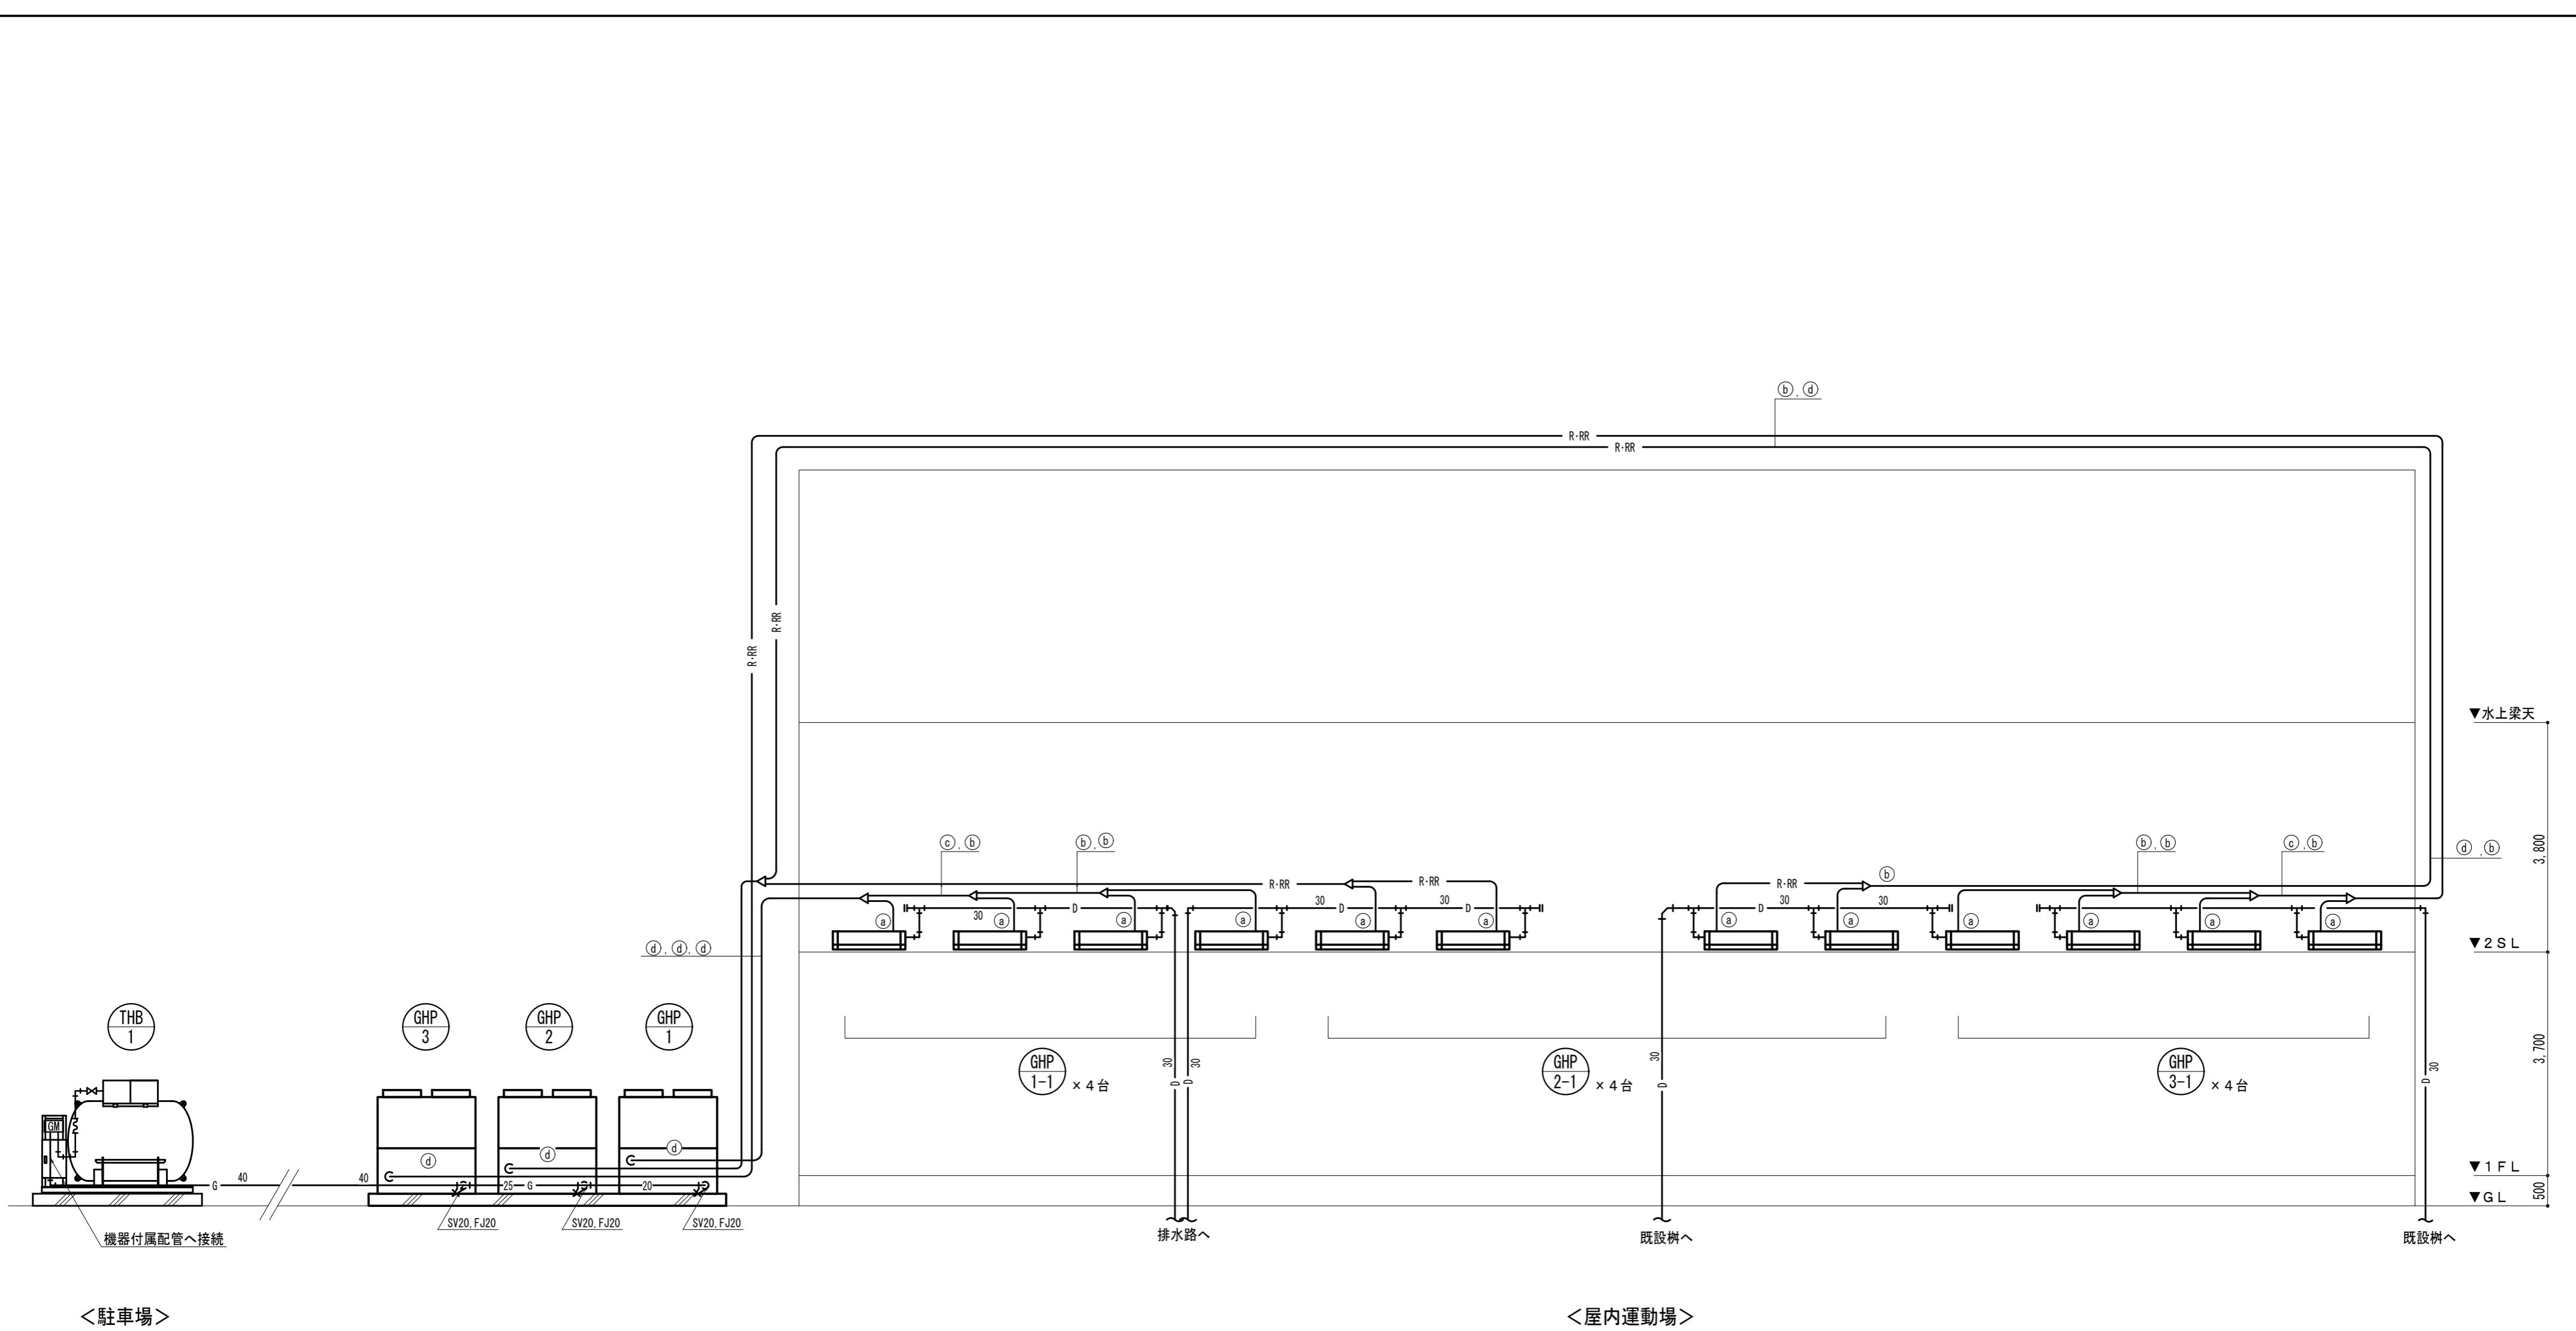 ⓑ, ⓓ
R·RR
R·RR
R·RR
R·RR
▼水上梁天
3,800
ⓒ, ⓑ
ⓑ, ⓑ
ⓑ
ⓑ, ⓑ
ⓒ, ⓑ
ⓓ, ⓑ
R·RR
R·RR
R·RR
30
D
30
D
30
D
D
30
30
ⓐ
ⓐ
ⓐ
ⓐ
ⓐ
ⓐ
ⓐ
ⓐ
ⓐ
ⓐ
ⓐ
ⓐ
ⓓ, ⓓ, ⓓ
▼2SL
3,700
THB
1
GHP
3
GHP
2
GHP
1
GHP
1-1
×4台
GHP
2-1
×4台
GHP
3-1
×4台
30
D
30
D
30
D
30
D
GM
ⓓ
ⓓ
ⓓ
G
40
40
25
G
20
▼1FL
500
▼GL
SV20,FJ20
SV20,FJ20
SV20,FJ20
機器付属配管へ接続
排水路へ
既設桝へ
既設桝へ
＜駐車場＞
＜屋内運動場＞